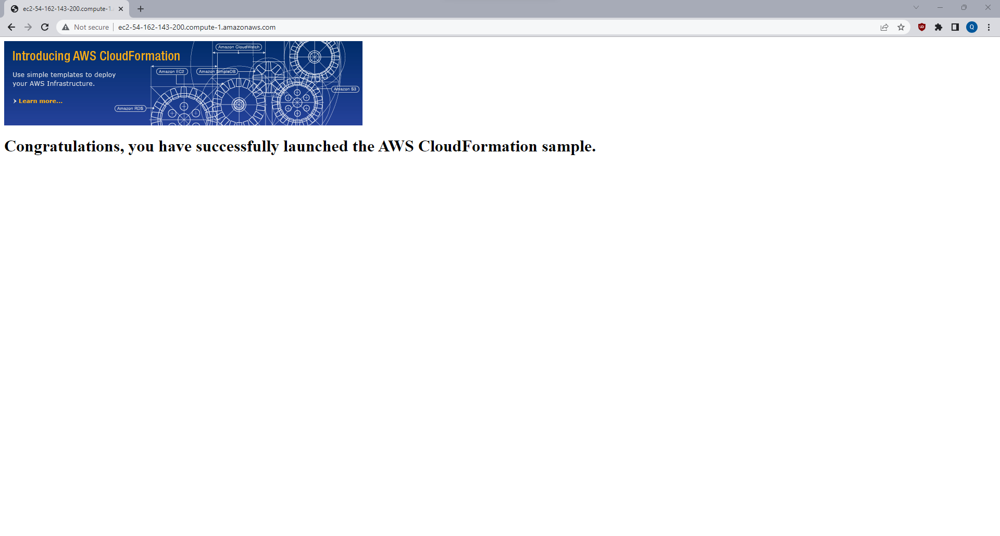 ec2-54-162-143-200.compute-1.
Not secure
ec2-54-162-143-200.compute-1.amazonaws.com
Q
Introducing AWS CloudFormation
Use simple templates to deploy
your AWS Infrastructure.
Learn more...
Amazon CloudWatch
Amazon EC2
Amazon SimpleDB
Amazon S3
Amazon RDS
Congratulations, you have successfully launched the AWS CloudFormation sample.